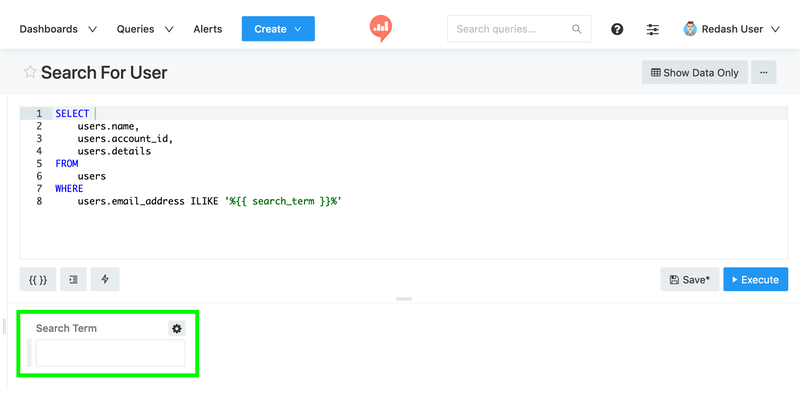 Dashboards Queries Alerts Create Search queries... Redash User
Search For User Show Data Only ...
1 SELECT
2 users.name,
3 users.account_id,
4 users.details
5 FROM
6 users
7 WHERE
8 users.email_address ILIKE '%{{ search_term }}%'
{{ }} Save* Execute
Search Term